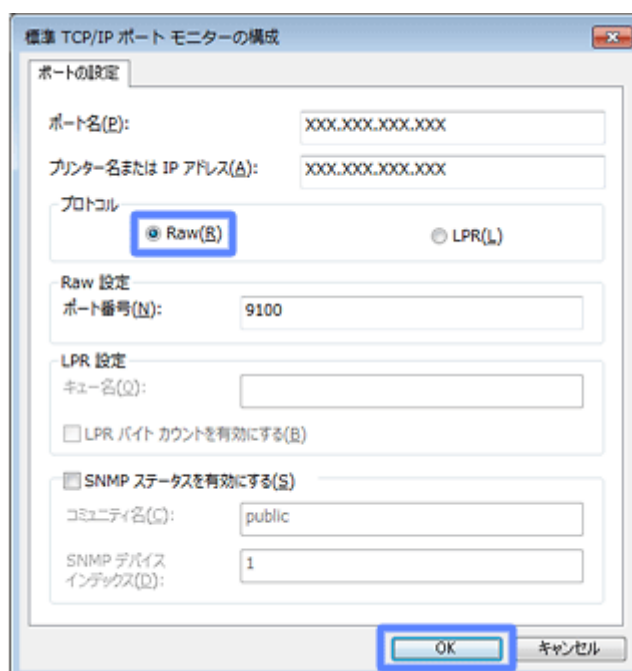 標準 TCP/IP ポート モニターの構成
ポートの設定
ポート名(P): XXX.XXX.XXX.XXX
プリンター名または IP アドレス(A): XXX.XXX.XXX.XXX
プロトコル
Raw(R) LPR(L)
Raw 設定
ポート番号(N): 9100
LPR 設定
キュー名(Q):
LPR バイト カウントを有効にする(B)
SNMP ステータスを有効にする(S)
コミュニティ名(C): public
SNMP デバイス 1
インデックス(D):
OK キャンセル